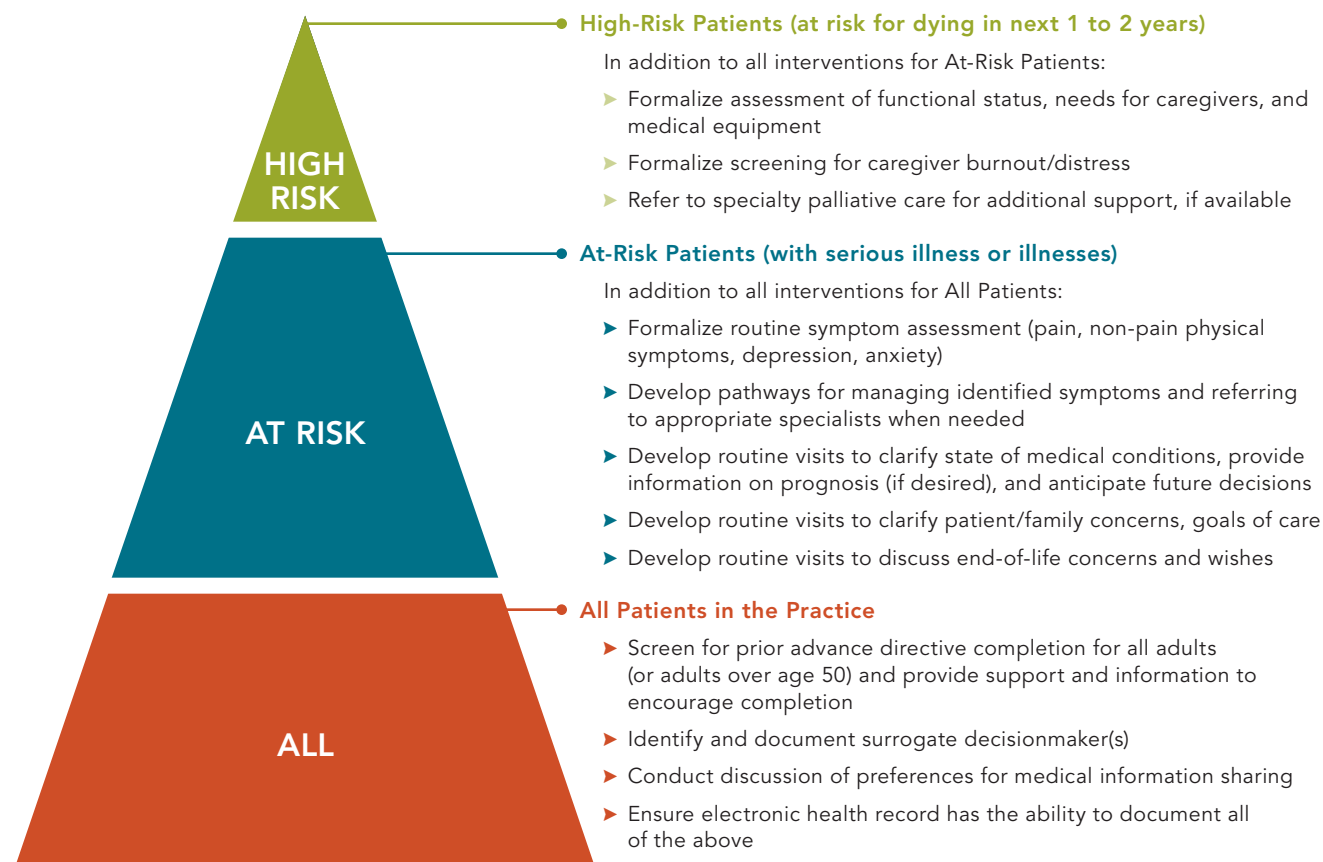 High-Risk Patients (at risk for dying in next 1 to 2 years)
In addition to all interventions for At-Risk Patients:
➤ Formalize assessment of functional status, needs for caregivers, and
medical equipment
➤ Formalize screening for caregiver burnout/distress
➤ Refer to specialty palliative care for additional support, if available
HIGH
RISK
At-Risk Patients (with serious illness or illnesses)
In addition to all interventions for All Patients:
➤ Formalize routine symptom assessment (pain, non-pain physical
symptoms, depression, anxiety)
➤ Develop pathways for managing identified symptoms and referring
to appropriate specialists when needed
➤ Develop routine visits to clarify state of medical conditions, provide
information on prognosis (if desired), and anticipate future decisions
➤ Develop routine visits to clarify patient/family concerns, goals of care
➤ Develop routine visits to discuss end-of-life concerns and wishes
AT RISK
All Patients in the Practice
➤ Screen for prior advance directive completion for all adults
(or adults over age 50) and provide support and information to
encourage completion
➤ Identify and document surrogate decisionmaker(s)
➤ Conduct discussion of preferences for medical information sharing
➤ Ensure electronic health record has the ability to document all
of the above
ALL